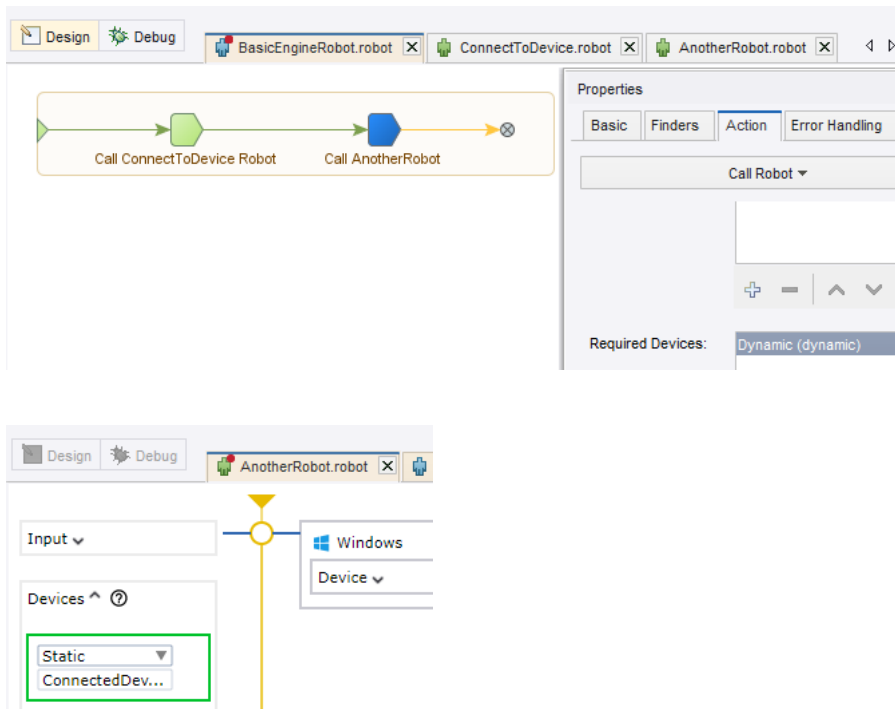 Design Debug BasicEngineRobot.robot ConnectToDevice.robot AnotherRobot.robot
Properties
Basic Finders Action Error Handling
Call ConnectToDevice Robot Call AnotherRobot
Call Robot
Required Devices: Dynamic (dynamic)
Design Debug AnotherRobot.robot
Input
Windows
Device
Devices
Static
ConnectedDev...